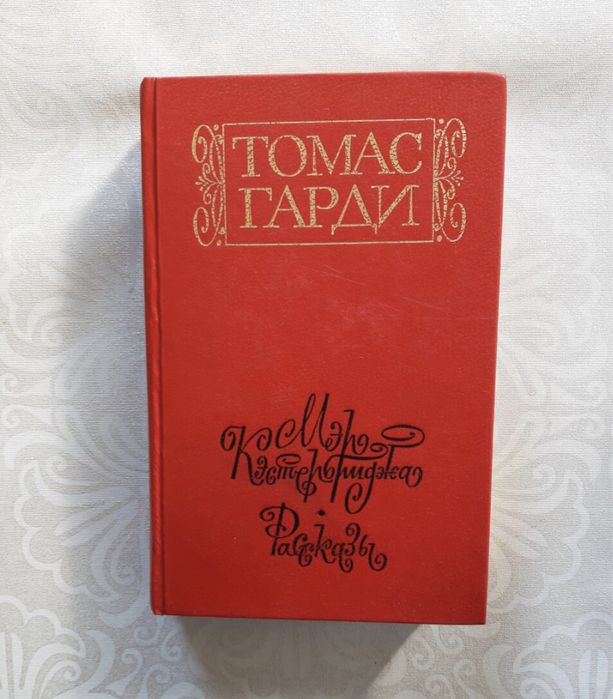 ТОМАС
ГАРДИ
Мэр
Кэстербриджа
•
Рассказы